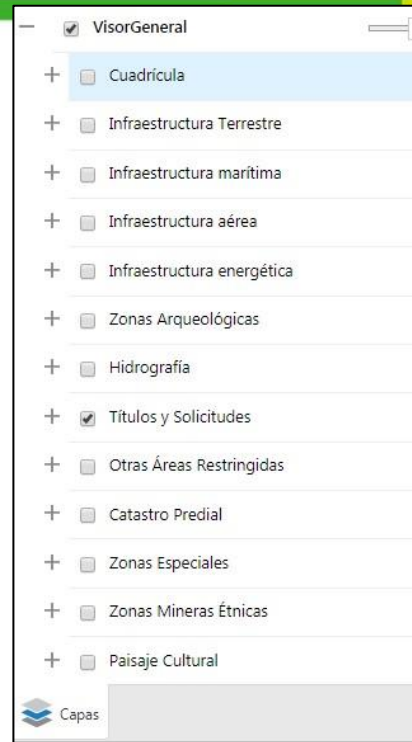 VisorGeneral
Cuadrícula
Infraestructura Terrestre
Infraestructura marítima
Infraestructura aérea
Infraestructura energética
Zonas Arqueológicas
Hidrografía
Títulos y Solicitudes
Otras Áreas Restringidas
Catastro Predial
Zonas Especiales
Zonas Mineras Étnicas
Paisaje Cultural
Capas